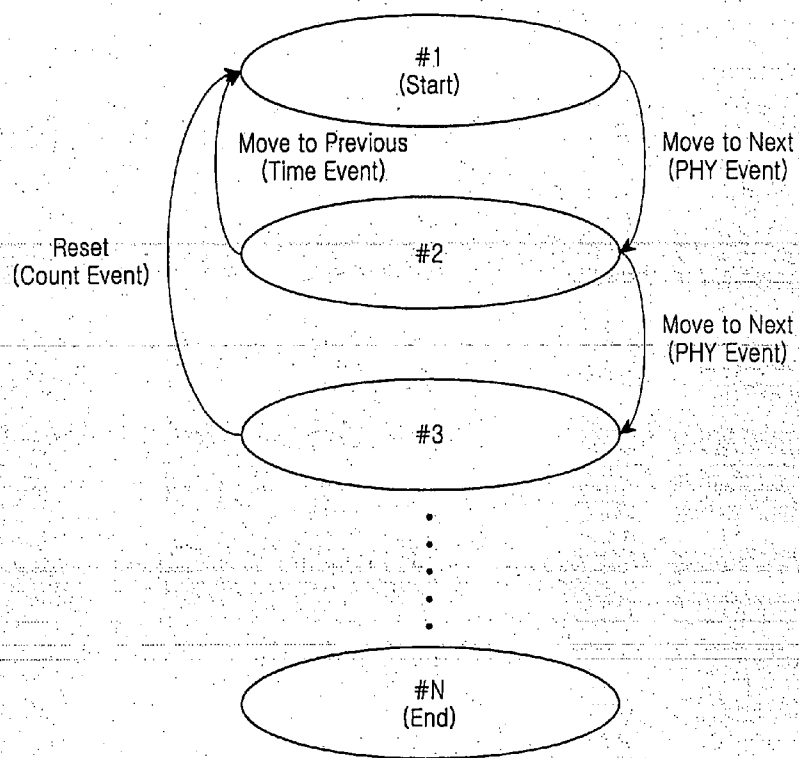 #1
(Start)
Move to Previous
(Time Event)
Move to Next
(PHY Event)
#2
Reset
(Count Event)
Move to Next
(PHY Event)
#3
#N
(End)